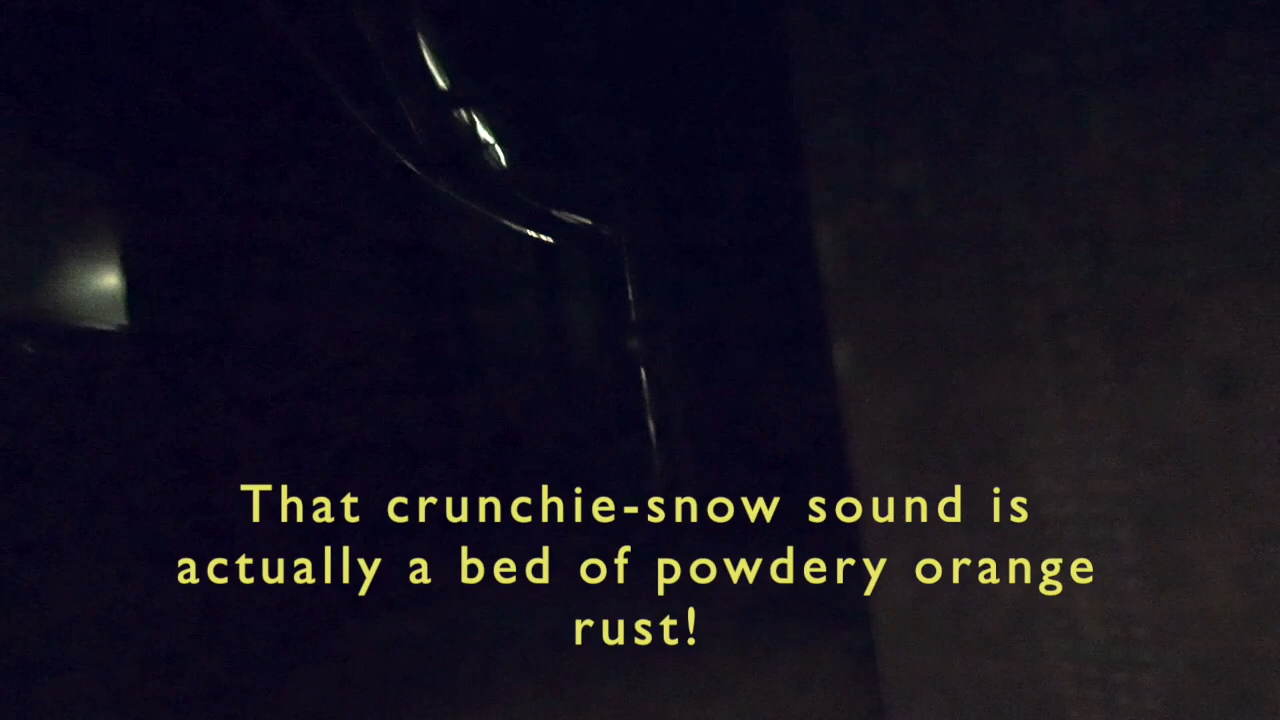 That crunchie-snow sound is
actually a bed of powdery orange
rust!